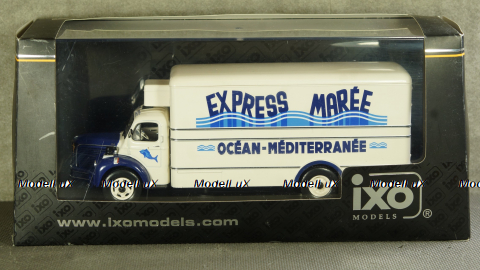 EXPRESS MARÉE
OCÉAN-MÉDITERRANÉE
ModelLuX ModelLuX ModelLuX ModelLuX ModelLuX
www.ixomodels.com
ixo
MODELS
®